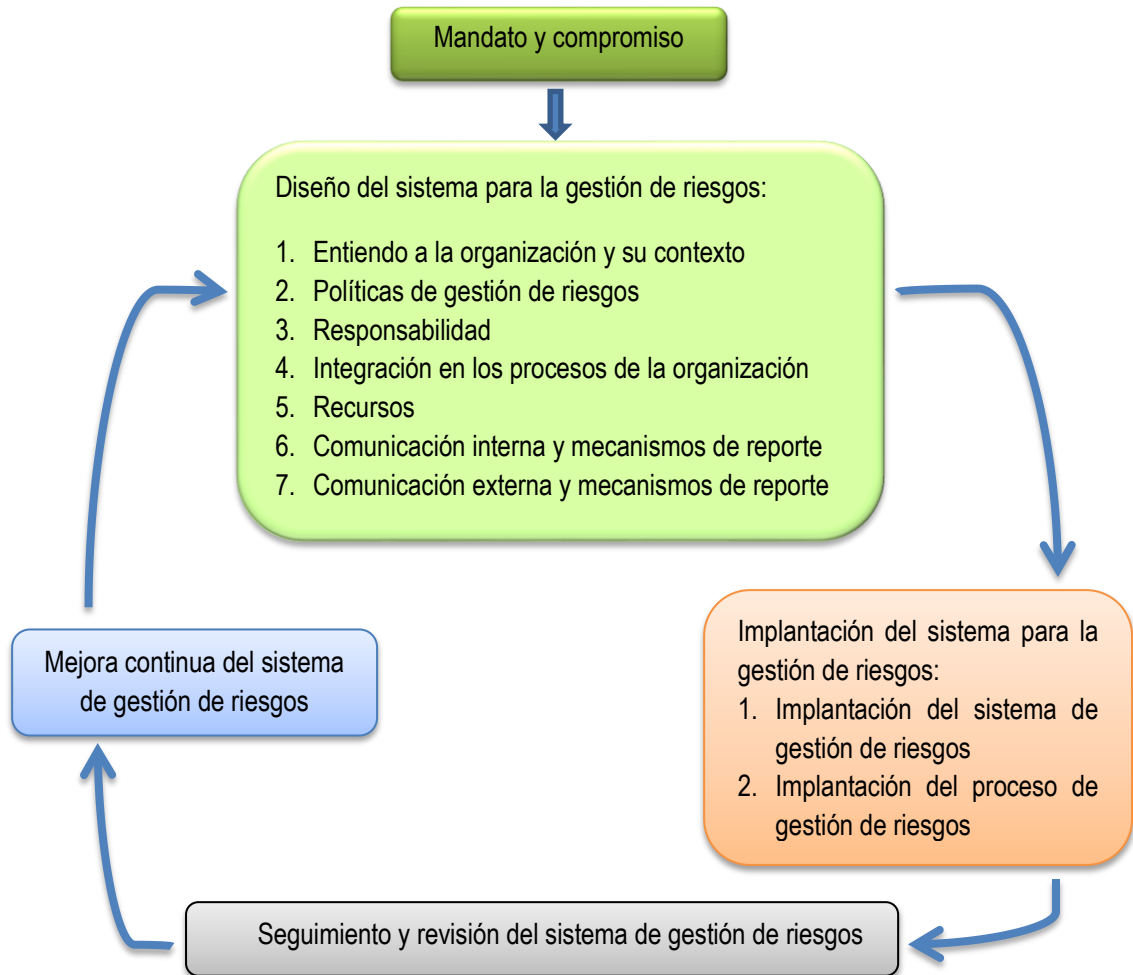 Mandato y compromiso
Diseño del sistema para la gestión de riesgos:
1. Entiendo a la organización y su contexto
2. Políticas de gestión de riesgos
3. Responsabilidad
4. Integración en los procesos de la organización
5. Recursos
6. Comunicación interna y mecanismos de reporte
7. Comunicación externa y mecanismos de reporte
Implantación del sistema para la
gestión de riesgos:
1. Implantación del sistema de
gestión de riesgos
2. Implantación del proceso de
gestión de riesgos
Seguimiento y revisión del sistema de gestión de riesgos
Mejora continua del sistema
de gestión de riesgos